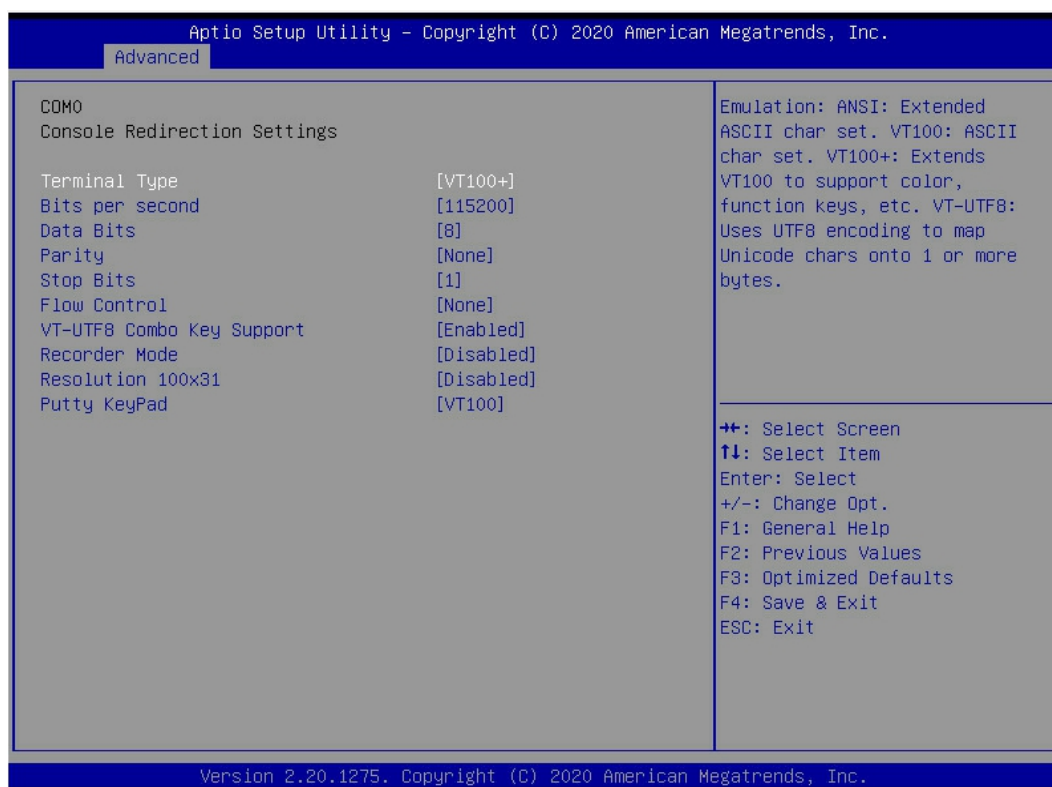 Aptio Setup Utility – Copyright (C) 2020 American Megatrends, Inc.
Advanced
COM0
Console Redirection Settings
Terminal Type [VT100+]
Bits per second [115200]
Data Bits [8]
Parity [None]
Stop Bits [1]
Flow Control [None]
VT-UTF8 Combo Key Support [Enabled]
Recorder Mode [Disabled]
Resolution 100x31 [Disabled]
Putty KeyPad [VT100]
Emulation: ANSI: Extended
ASCII char set. VT100: ASCII
char set. VT100+: Extends
VT100 to support color,
function keys, etc. VT-UTF8:
Uses UTF8 encoding to map
Unicode chars onto 1 or more
bytes.
→←: Select Screen
↑↓: Select Item
Enter: Select
+/-: Change Opt.
F1: General Help
F2: Previous Values
F3: Optimized Defaults
F4: Save & Exit
ESC: Exit
Version 2.20.1275. Copyright (C) 2020 American Megatrends, Inc.